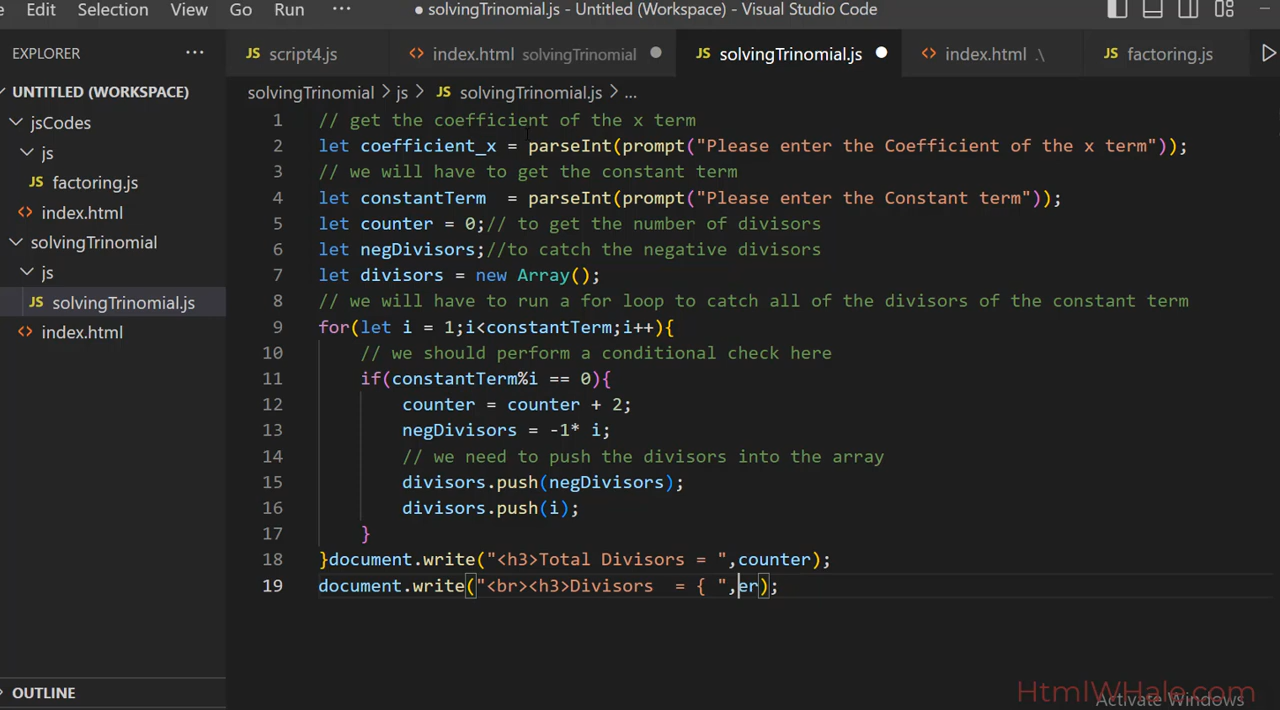 Edit Selection View Go Run ··· ● solvingTrinomial.js - Untitled (Workspace) - Visual Studio Code
EXPLORER ··· JS script4.js <> index.html solvingTrinomial ● JS solvingTrinomial.js ● <> index.html .\ JS factoring.js
UNTITLED (WORKSPACE) solvingTrinomial > js > JS solvingTrinomial.js > ...
jsCodes
js
JS factoring.js
<> index.html
solvingTrinomial
js
JS solvingTrinomial.js
<> index.html
OUTLINE
1 // get the coefficient of the x term
2 let coefficient_x = parseInt(prompt("Please enter the Coefficient of the x term"));
3 // we will have to get the constant term
4 let constantTerm  = parseInt(prompt("Please enter the Constant term"));
5 let counter = 0;// to get the number of divisors
6 let negDivisors;//to catch the negative divisors
7 let divisors = new Array();
8 // we will have to run a for loop to catch all of the divisors of the constant term
9 for(let i = 1;i<constantTerm;i++){
10     // we should perform a conditional check here
11     if(constantTerm%i == 0){
12         counter = counter + 2;
13         negDivisors = -1* i;
14         // we need to push the divisors into the array
15         divisors.push(negDivisors);
16         divisors.push(i);
17     }
18 }document.write("<h3>Total Divisors = ",counter);
19 document.write("<br><h3>Divisors  = { ",er);
HtmlWHale.com
Activate Windows